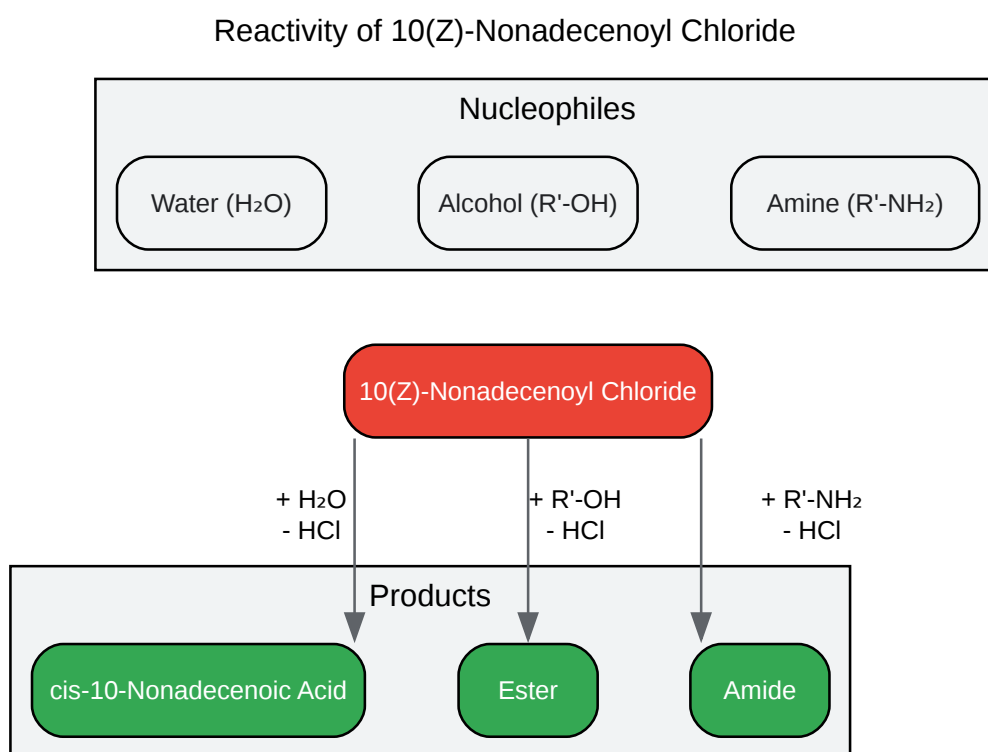 Reactivity of 10(Z)-Nonadecenoyl Chloride
Nucleophiles
Water (H₂O)
Alcohol (R'-OH)
Amine (R'-NH₂)
10(Z)-Nonadecenoyl Chloride
+ H₂O
- HCl
+ R'-OH
- HCl
+ R'-NH₂
- HCl
Products
cis-10-Nonadecenoic Acid
Ester
Amide